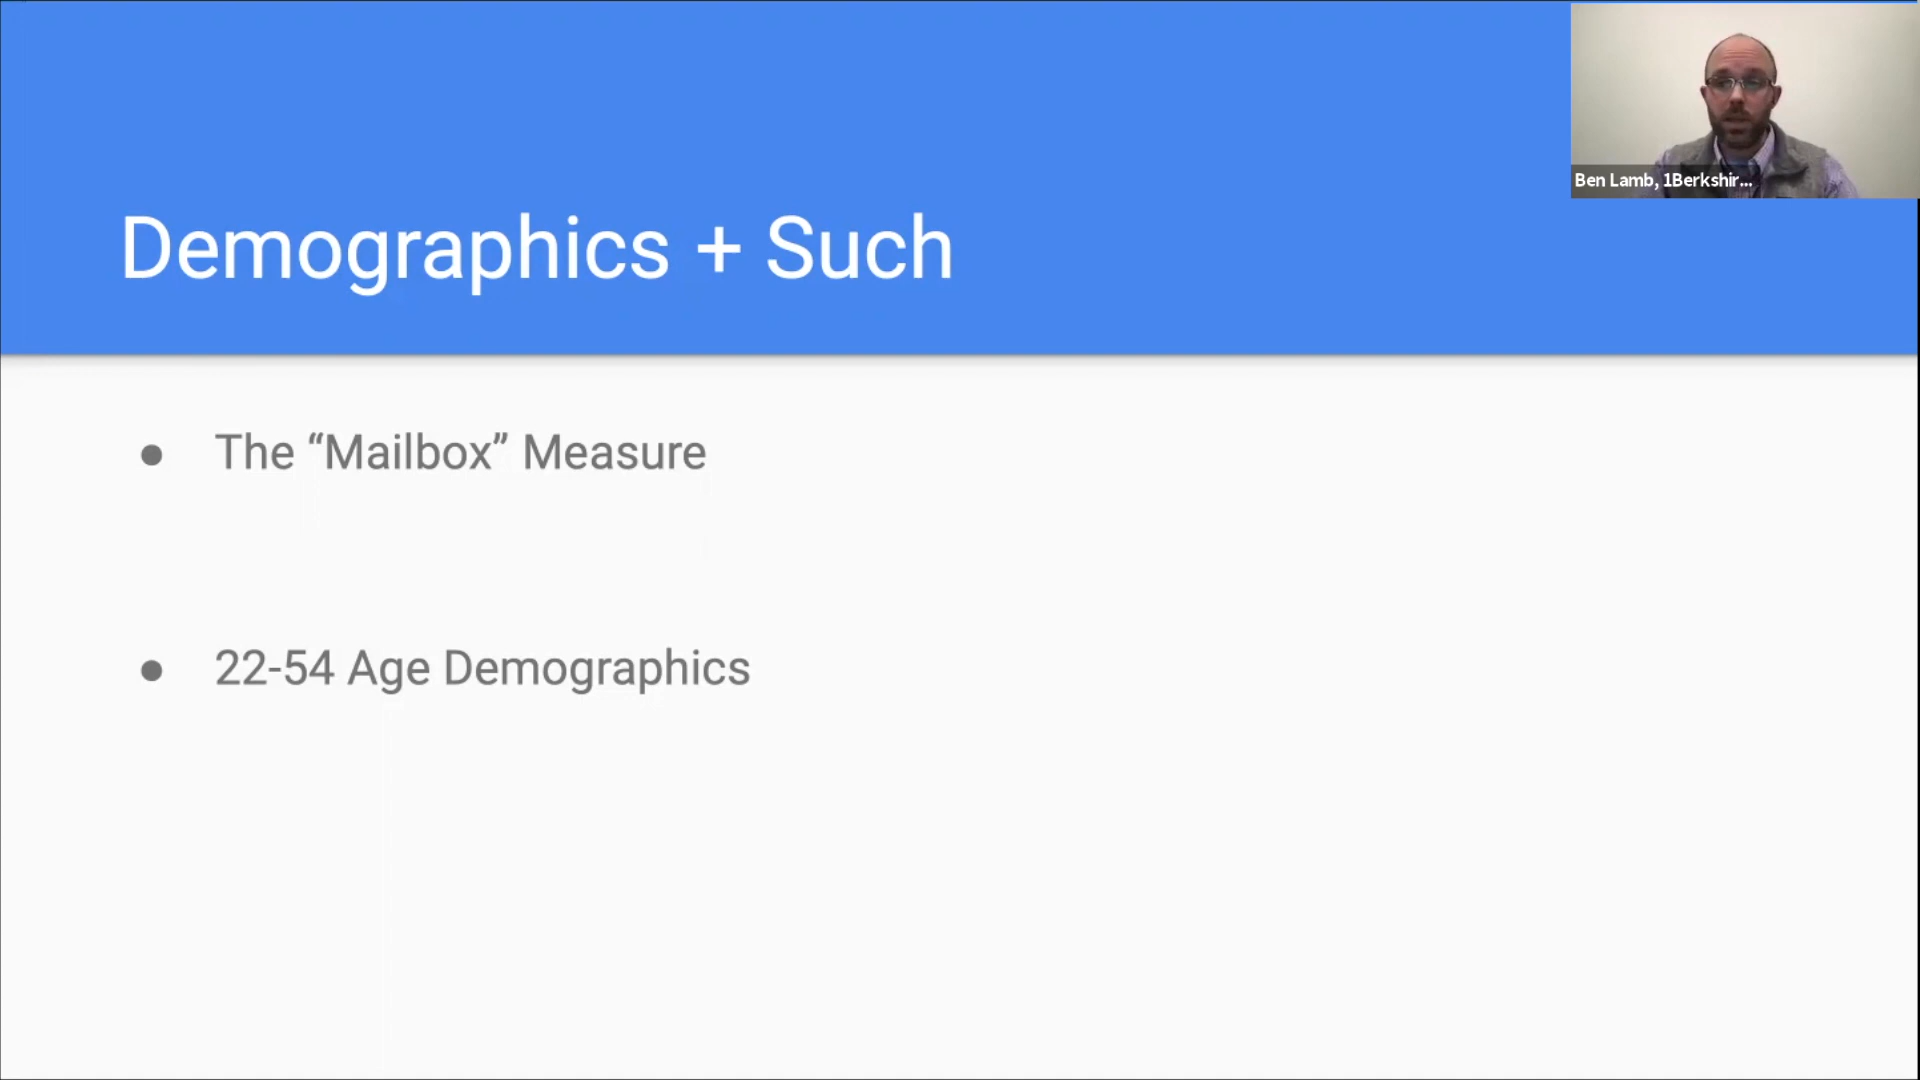 Ben Lamb, 1Berkshir...
Demographics + Such
The “Mailbox” Measure
22-54 Age Demographics